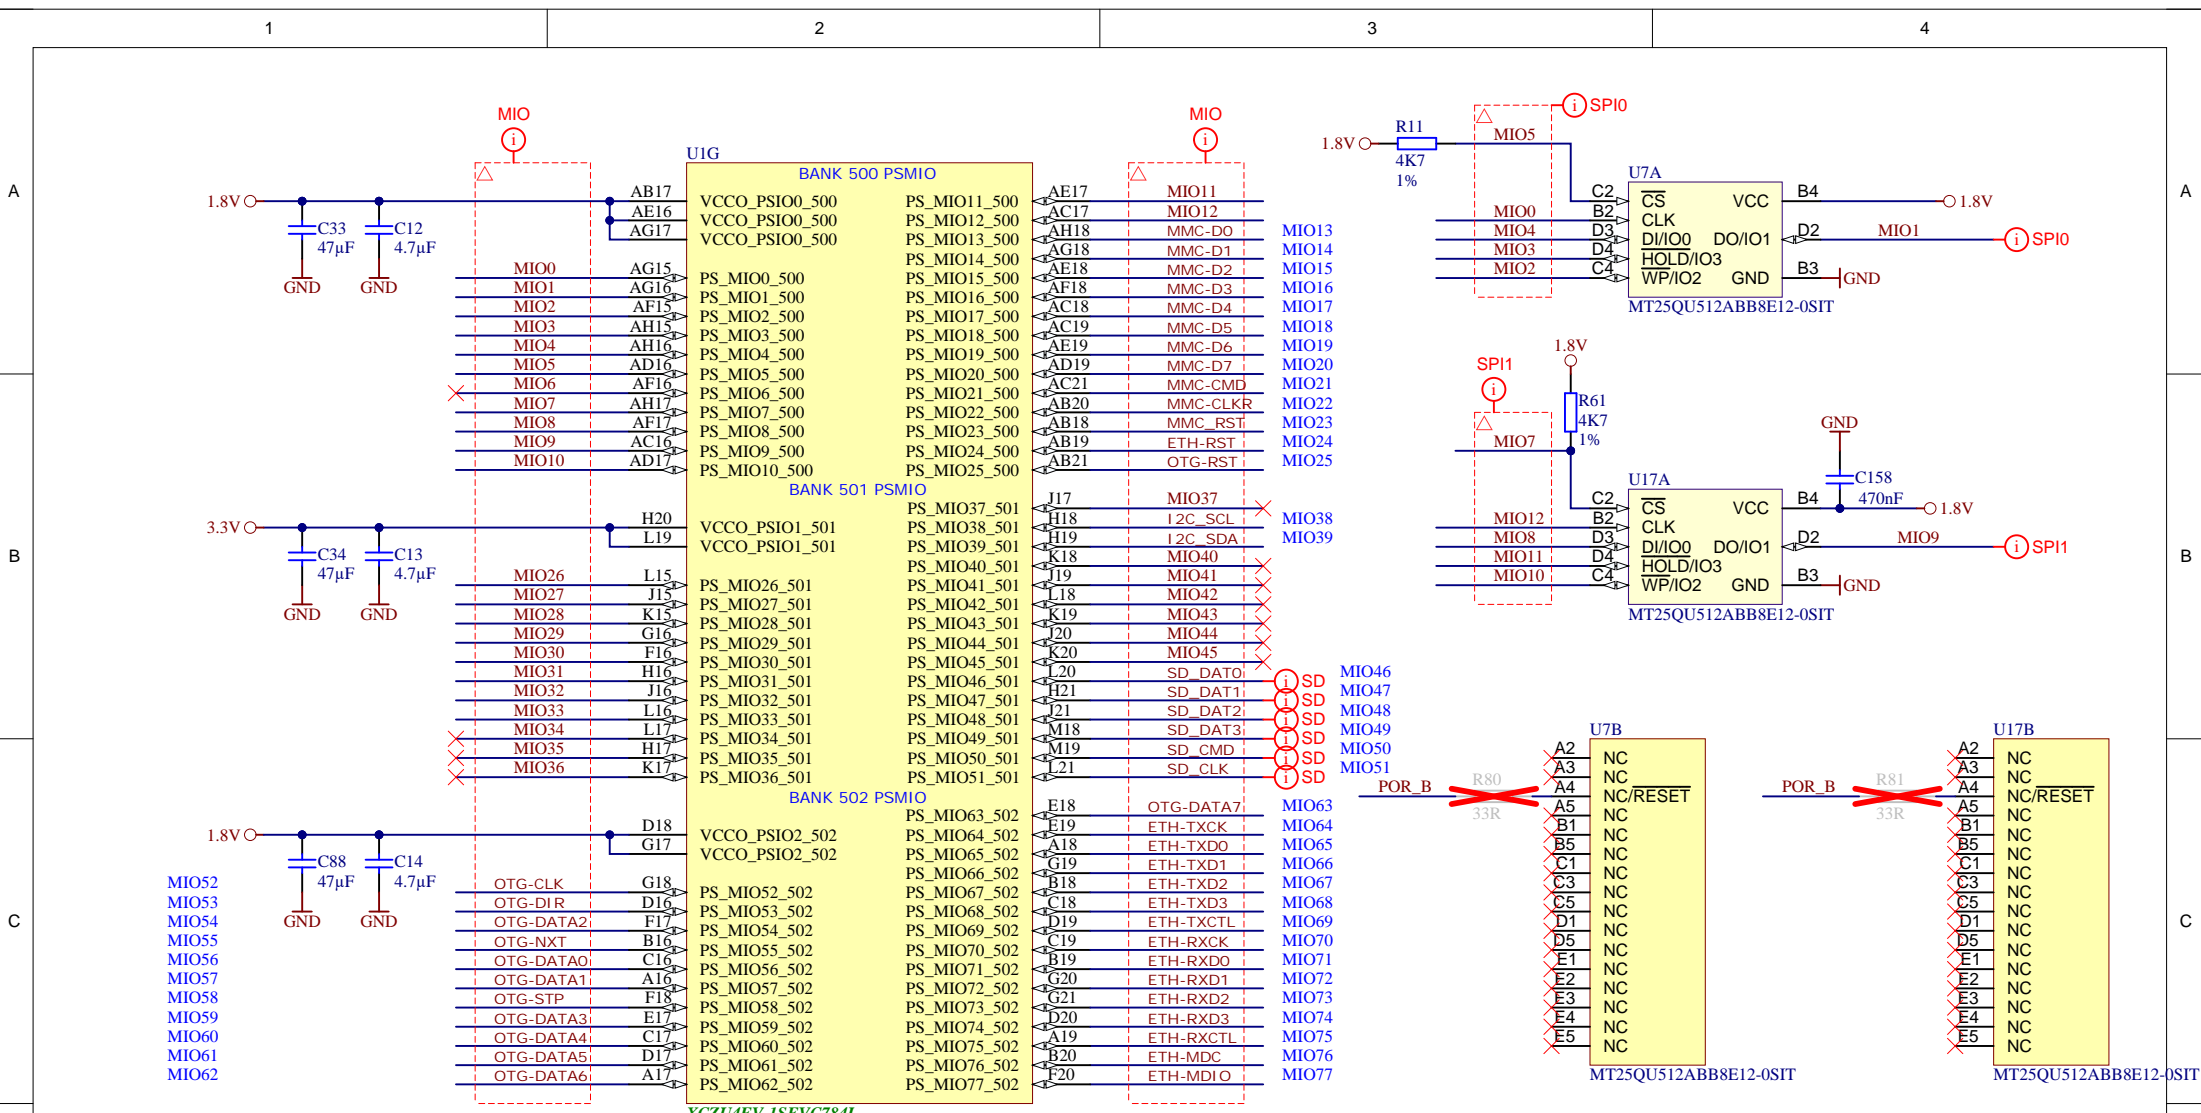 1 2 3 4
A A
B B
C C
MIO
MIO
U1G
BANK 500 PSMIO
1.8V
C33
47µF
C12
4.7µF
GND GND
AB17 VCCO_PSIO0_500
AE16 VCCO_PSIO0_500
AG17 VCCO_PSIO0_500
MIO0 AG15 PS_MIO0_500
MIO1 AG16 PS_MIO1_500
MIO2 AF15 PS_MIO2_500
MIO3 AH15 PS_MIO3_500
MIO4 AH16 PS_MIO4_500
MIO5 AD16 PS_MIO5_500
MIO6 AF16 PS_MIO6_500
MIO7 AH17 PS_MIO7_500
MIO8 AF17 PS_MIO8_500
MIO9 AC16 PS_MIO9_500
MIO10 AD17 PS_MIO10_500
PS_MIO11_500 AE17 MIO11
PS_MIO12_500 AC17 MIO12
PS_MIO13_500 AH18 MMC-D0 MIO13
PS_MIO14_500 AG18 MMC-D1 MIO14
PS_MIO15_500 AE18 MMC-D2 MIO15
PS_MIO16_500 AF18 MMC-D3 MIO16
PS_MIO17_500 AC18 MMC-D4 MIO17
PS_MIO18_500 AC19 MMC-D5 MIO18
PS_MIO19_500 AE19 MMC-D6 MIO19
PS_MIO20_500 AD19 MMC-D7 MIO20
PS_MIO21_500 AC21 MMC-CMD MIO21
PS_MIO22_500 AB20 MMC-CLKR MIO22
PS_MIO23_500 AB18 MMC_RST MIO23
PS_MIO24_500 AB19 ETH-RST MIO24
PS_MIO25_500 AB21 OTG-RST MIO25
BANK 501 PSMIO
3.3V
C34
47µF
C13
4.7µF
GND GND
H20 VCCO_PSIO1_501
L19 VCCO_PSIO1_501
MIO26 L15 PS_MIO26_501
MIO27 J15 PS_MIO27_501
MIO28 K15 PS_MIO28_501
MIO29 G16 PS_MIO29_501
MIO30 F16 PS_MIO30_501
MIO31 H16 PS_MIO31_501
MIO32 J16 PS_MIO32_501
MIO33 L16 PS_MIO33_501
MIO34 L17 PS_MIO34_501
MIO35 H17 PS_MIO35_501
MIO36 K17 PS_MIO36_501
PS_MIO37_501 J17 MIO37
PS_MIO38_501 H18 I2C_SCL MIO38
PS_MIO39_501 H19 I2C_SDA MIO39
PS_MIO40_501 K18 MIO40
PS_MIO41_501 J19 MIO41
PS_MIO42_501 L18 MIO42
PS_MIO43_501 K19 MIO43
PS_MIO44_501 J20 MIO44
PS_MIO45_501 K20 MIO45
PS_MIO46_501 L20 SD_DAT0 i SD MIO46
PS_MIO47_501 H21 SD_DAT1 i SD MIO47
PS_MIO48_501 J21 SD_DAT2 i SD MIO48
PS_MIO49_501 M18 SD_DAT3 i SD MIO49
PS_MIO50_501 M19 SD_CMD i SD MIO50
PS_MIO51_501 L21 SD_CLK i SD MIO51
BANK 502 PSMIO
1.8V
C88
47µF
C14
4.7µF
GND GND
D18 VCCO_PSIO2_502
G17 VCCO_PSIO2_502
MIO52 OTG-CLK G18 PS_MIO52_502
MIO53 OTG-DIR D16 PS_MIO53_502
MIO54 OTG-DATA2 F17 PS_MIO54_502
MIO55 OTG-NXT B16 PS_MIO55_502
MIO56 OTG-DATA0 C16 PS_MIO56_502
MIO57 OTG-DATA1 A16 PS_MIO57_502
MIO58 OTG-STP F18 PS_MIO58_502
MIO59 OTG-DATA3 E17 PS_MIO59_502
MIO60 OTG-DATA4 C17 PS_MIO60_502
MIO61 OTG-DATA5 D17 PS_MIO61_502
MIO62 OTG-DATA6 A17 PS_MIO62_502
PS_MIO63_502 E18 OTG-DATA7 MIO63
PS_MIO64_502 E19 ETH-TXCK MIO64
PS_MIO65_502 A18 ETH-TXD0 MIO65
PS_MIO66_502 G19 ETH-TXD1 MIO66
PS_MIO67_502 B18 ETH-TXD2 MIO67
PS_MIO68_502 C18 ETH-TXD3 MIO68
PS_MIO69_502 D19 ETH-TXCTL MIO69
PS_MIO70_502 C19 ETH-RXCK MIO70
PS_MIO71_502 B19 ETH-RXD0 MIO71
PS_MIO72_502 G20 ETH-RXD1 MIO72
PS_MIO73_502 G21 ETH-RXD2 MIO73
PS_MIO74_502 D20 ETH-RXD3 MIO74
PS_MIO75_502 A19 ETH-RXCTL MIO75
PS_MIO76_502 B20 ETH-MDC MIO76
PS_MIO77_502 F20 ETH-MDIO MIO77
XCZU4EV-1SFVC784I
i SPI0
1.8V R11 MIO5
4K7
1%
U7A
C2 CS VCC B4 1.8V
MIO0 B2 CLK
MIO4 D3 DI/IO0 DO/IO1 D2 MIO1 i SPI0
MIO3 D4 HOLD/IO3
MIO2 C4 WP/IO2 GND B3 GND
MT25QU512ABB8E12-0SIT
1.8V
SPI1
i
R61
4K7
1%
MIO7
GND
C158
470nF
U17A
C2 CS VCC B4 1.8V
MIO12 B2 CLK
MIO8 D3 DI/IO0 DO/IO1 D2 MIO9 i SPI1
MIO11 D4 HOLD/IO3
MIO10 C4 WP/IO2 GND B3 GND
MT25QU512ABB8E12-0SIT
U7B
A2 NC
A3 NC
POR_B R80 33R A4 NC/RESET
A5 NC
B1 NC
B5 NC
C1 NC
C3 NC
C5 NC
D1 NC
D5 NC
E1 NC
E2 NC
E3 NC
E4 NC
E5 NC
MT25QU512ABB8E12-0SIT
U17B
A2 NC
A3 NC
POR_B R81 33R A4 NC/RESET
A5 NC
B1 NC
B5 NC
C1 NC
C3 NC
C5 NC
D1 NC
D5 NC
E1 NC
E2 NC
E3 NC
E4 NC
E5 NC
MT25QU512ABB8E12-0SIT